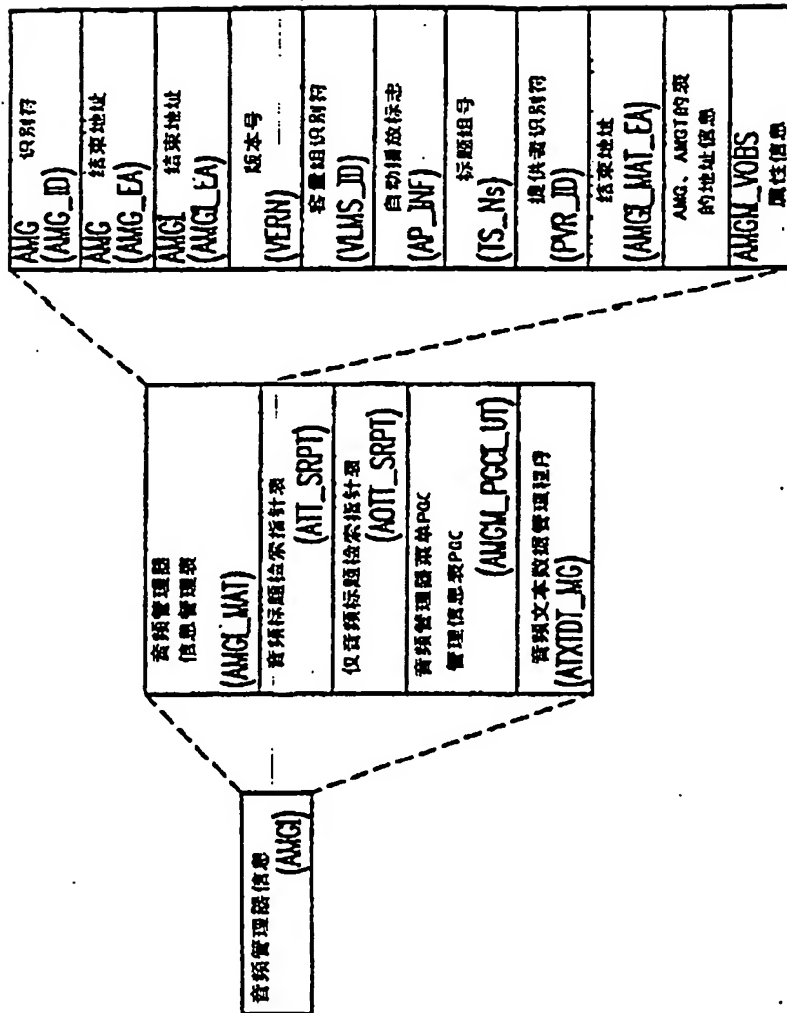 音频管理器信息
(AMGI)
音频管理器
信息管理表
(AMGI_MAT)
音频标题检索指针表
(ATT_SRPT)
仅音频标题检索指针表
(AOTT_SRPT)
音频管理器菜单PGC
管理信息表PGC
(AMGM_PGCI_UT)
音频文本数据管理程序
(ATXTDT_MG)
AMG 识别符
(AMG_ID)
AMG 结束地址
(AMG_EA)
AMGI 结束地址
(AMGI_EA)
版本号
(VERN)
容量组识别符
(VLMS_ID)
自动播放标志
(AP_INF)
标题组号
(TS_Ns)
提供者识别符
(PVR_ID)
结束地址
(AMGI_MAT_EA)
AMG、AMGT的表
的地址信息
AMGM_VOBS
属性信息